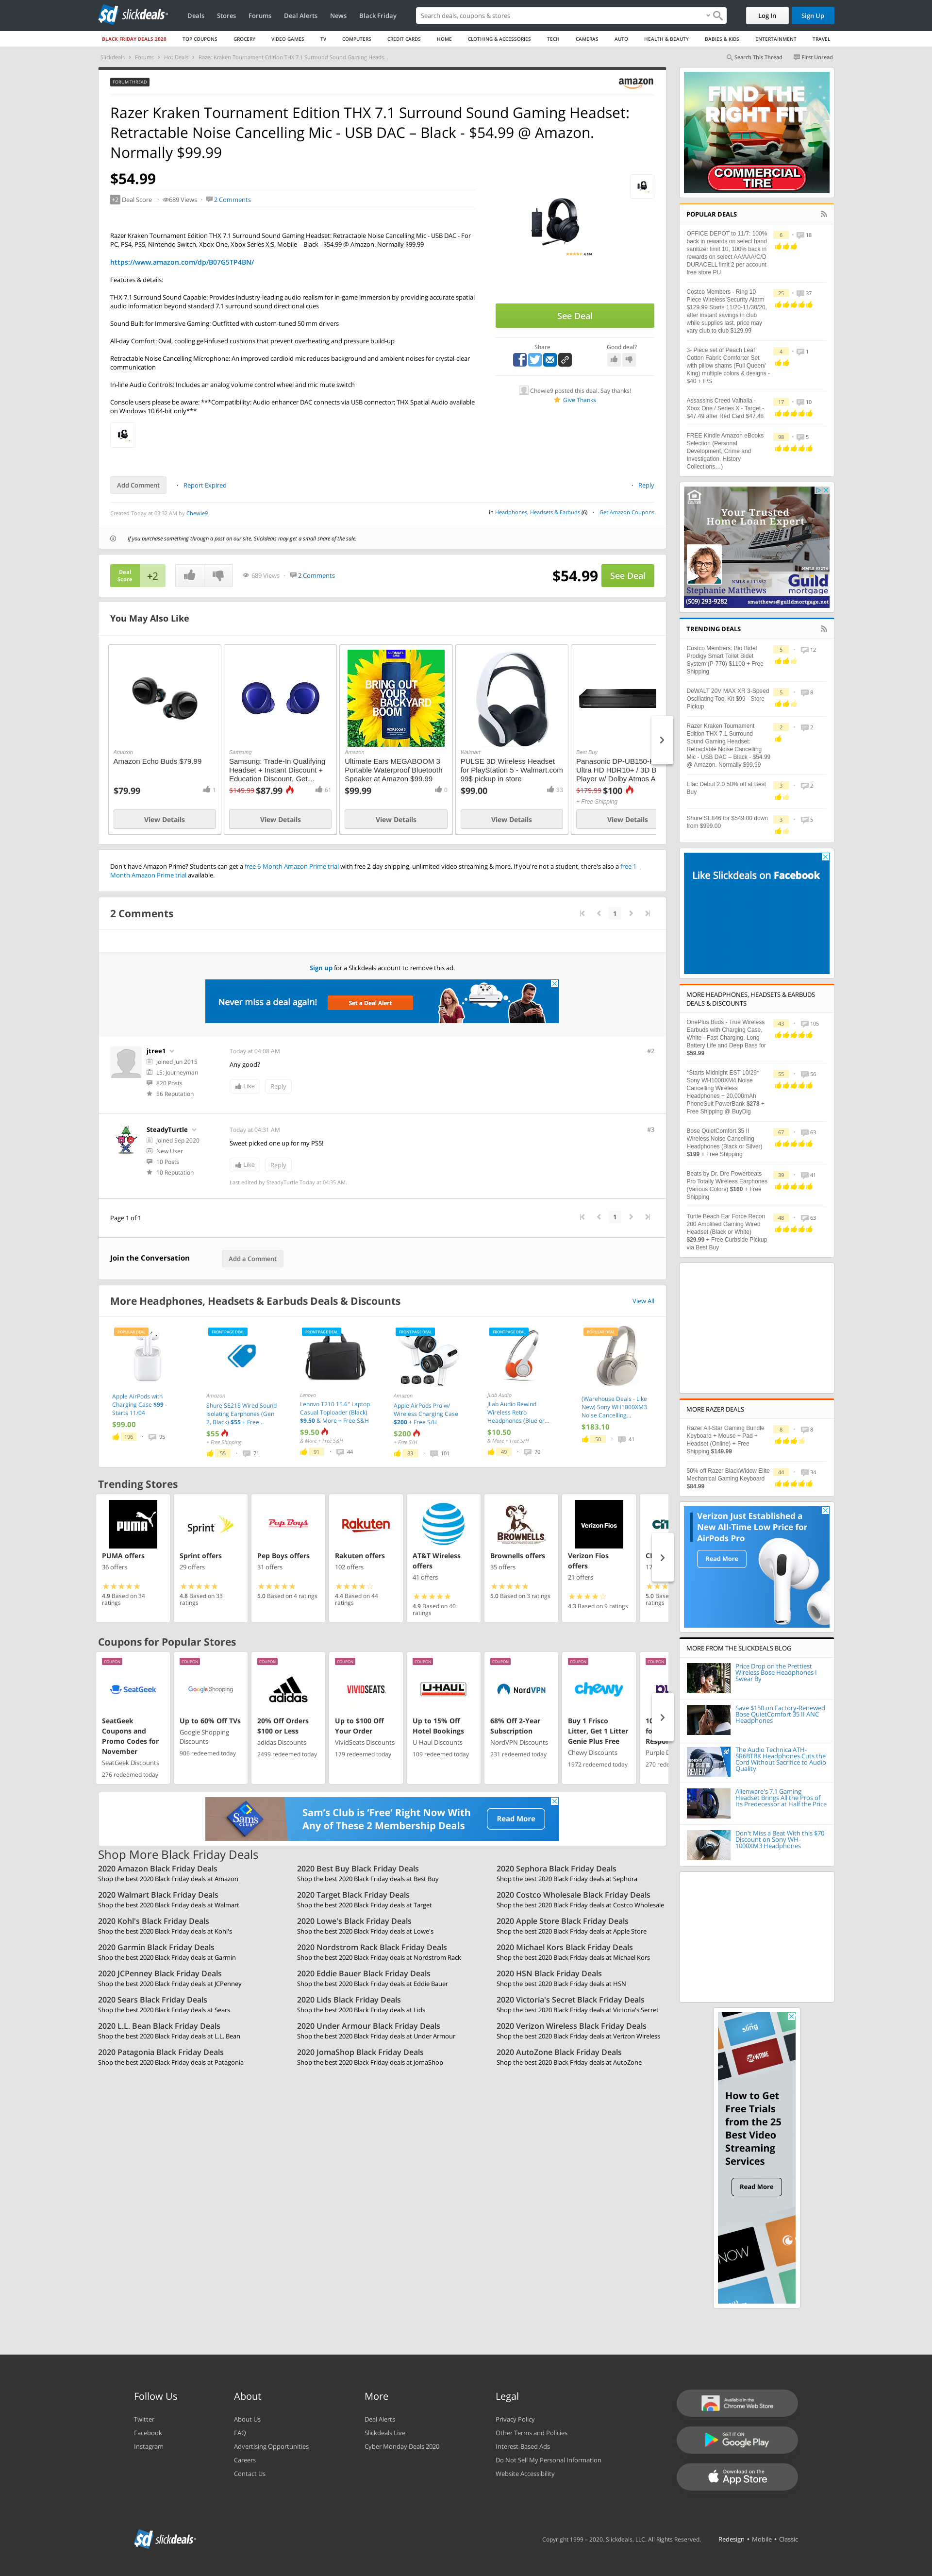 slickdeals
Deals Stores Forums Deal Alerts News Black Friday
Search deals, coupons & stores
Log In Sign Up
BLACK FRIDAY DEALS 2020 TOP COUPONS GROCERY VIDEO GAMES TV COMPUTERS CREDIT CARDS HOME CLOTHING & ACCESSORIES TECH CAMERAS AUTO HEALTH & BEAUTY BABIES & KIDS ENTERTAINMENT TRAVEL
Slickdeals Forums Hot Deals Razer Kraken Tournament Edition THX 7.1 Surround Sound Gaming Heads...
Search This Thread First Unread
FORUM THREAD
amazon
Razer Kraken Tournament Edition THX 7.1 Surround Sound Gaming Headset:
Retractable Noise Cancelling Mic - USB DAC – Black - $54.99 @ Amazon.
Normally $99.99
$54.99
+2 Deal Score 689 Views 2 Comments
Razer Kraken Tournament Edition THX 7.1 Surround Sound Gaming Headset: Retractable Noise Cancelling Mic - USB DAC - For
PC, PS4, PS5, Nintendo Switch, Xbox One, Xbox Series X,S, Mobile – Black - $54.99 @ Amazon. Normally $99.99
https://www.amazon.com/dp/B07G5TP4BN/
Features & details:
THX 7.1 Surround Sound Capable: Provides industry-leading audio realism for in-game immersion by providing accurate spatial
audio information beyond standard 7.1 surround sound directional cues
Sound Built for Immersive Gaming: Outfitted with custom-tuned 50 mm drivers
All-day Comfort: Oval, cooling gel-infused cushions that prevent overheating and pressure build-up
Retractable Noise Cancelling Microphone: An improved cardioid mic reduces background and ambient noises for crystal-clear
communication
In-line Audio Controls: Includes an analog volume control wheel and mic mute switch
Console users please be aware: ***Compatibility: Audio enhancer DAC connects via USB connector; THX Spatial Audio available
on Windows 10 64-bit only***
See Deal
Share Good deal?
Chewie9 posted this deal. Say thanks!
Give Thanks
Add Comment Report Expired Reply
Created Today at 03:32 AM by Chewie9
in Headphones, Headsets & Earbuds (6) Get Amazon Coupons
If you purchase something through a post on our site, Slickdeals may get a small share of the sale.
Deal
Score
+2
689 Views 2 Comments
$54.99 See Deal
You May Also Like
Amazon
Amazon Echo Buds $79.99
$79.99 1
View Details
Samsung
Samsung: Trade-In Qualifying
Headset + Instant Discount +
Education Discount, Get...
$149.99 $87.99 61
View Details
BRING OUT
YOUR
BACKYARD
BOOM
Amazon
Ultimate Ears MEGABOOM 3
Portable Waterproof Bluetooth
Speaker at Amazon $99.99
$99.99 0
View Details
Walmart
PULSE 3D Wireless Headset
for PlayStation 5 - Walmart.com
99$ pickup in store
$99.00 33
View Details
Best Buy
Panasonic DP-UB150-
Ultra HD HDR10+ / 3D B
Player w/ Dolby Atmos A
$179.99 $100
+ Free Shipping
View Details
Don't have Amazon Prime? Students can get a free 6-Month Amazon Prime trial with free 2-day shipping, unlimited video streaming & more. If you're not a student, there's also a free 1-
Month Amazon Prime trial available.
2 Comments 1
Sign up for a Slickdeals account to remove this ad.
Never miss a deal again! Set a Deal Alert
jtree1
Joined Jun 2015
L5: Journeyman
820 Posts
56 Reputation
Today at 04:08 AM #2
Any good?
Like Reply
SteadyTurtle
Joined Sep 2020
New User
10 Posts
10 Reputation
Today at 04:31 AM #3
Sweet picked one up for my PS5!
Like Reply
Last edited by SteadyTurtle Today at 04:35 AM
Page 1 of 1 1
Join the Conversation Add a Comment
More Headphones, Headsets & Earbuds Deals & Discounts View All
POPULAR DEAL
Apple AirPods with
Charging Case $99 -
Starts 11/04
$99.00
196 95
FRONTPAGE DEAL
Amazon
Shure SE215 Wired Sound
Isolating Earphones (Gen
2, Black) $55 + Free...
$55
+ Free Shipping
55 71
FRONTPAGE DEAL
Lenovo
Lenovo T210 15.6" Laptop
Casual Toploader (Black)
$9.50 & More + Free S&H
$9.50
& More + Free S&H
91 44
FRONTPAGE DEAL
Amazon
Apple AirPods Pro w/
Wireless Charging Case
$200 + Free S/H
$200
+ Free S/H
83 101
FRONTPAGE DEAL
JLab Audio
JLab Audio Rewind
Wireless Retro
Headphones (Blue or...
$10.50
& More + Free S/H
49 70
POPULAR DEAL
(Warehouse Deals - Like
New) Sony WH1000XM3
Noise Cancelling...
$183.10
50 41
Trending Stores
PUMA
PUMA offers
36 offers
4.9 Based on 34
ratings
Sprint
Sprint offers
29 offers
4.8 Based on 33
ratings
Pep Boys
Pep Boys offers
31 offers
5.0 Based on 4 ratings
Rakuten
Rakuten offers
102 offers
4.4 Based on 44
ratings
AT&T Wireless
offers
41 offers
4.9 Based on 40
ratings
BROWNELLS
Brownells offers
35 offers
5.0 Based on 3 ratings
Verizon Fios
Verizon Fios
offers
21 offers
4.3 Based on 9 ratings
Coupons for Popular Stores
COUPON
SeatGeek
SeatGeek
Coupons and
Promo Codes for
November
SeatGeek Discounts
276 redeemed today
COUPON
Google Shopping
Up to 60% Off TVs
Google Shopping
Discounts
906 redeemed today
COUPON
adidas
20% Off Orders
$100 or Less
adidas Discounts
2499 redeemed today
COUPON
VIVIDSEATS
Up to $100 Off
Your Order
VividSeats Discounts
179 redeemed today
COUPON
U-HAUL
Up to 15% Off
Hotel Bookings
U-Haul Discounts
109 redeemed today
COUPON
NordVPN
68% Off 2-Year
Subscription
NordVPN Discounts
231 redeemed today
COUPON
chewy
Buy 1 Frisco
Litter, Get 1 Litter
Genie Plus Free
Chewy Discounts
1972 redeemed today
COUPON
Sam's Club is 'Free' Right Now With
Any of These 2 Membership Deals
Read More
Shop More Black Friday Deals
2020 Amazon Black Friday Deals
Shop the best 2020 Black Friday deals at Amazon
2020 Best Buy Black Friday Deals
Shop the best 2020 Black Friday deals at Best Buy
2020 Sephora Black Friday Deals
Shop the best 2020 Black Friday deals at Sephora
2020 Walmart Black Friday Deals
Shop the best 2020 Black Friday deals at Walmart
2020 Target Black Friday Deals
Shop the best 2020 Black Friday deals at Target
2020 Costco Wholesale Black Friday Deals
Shop the best 2020 Black Friday deals at Costco Wholesale
2020 Kohl's Black Friday Deals
Shop the best 2020 Black Friday deals at Kohl's
2020 Lowe's Black Friday Deals
Shop the best 2020 Black Friday deals at Lowe's
2020 Apple Store Black Friday Deals
Shop the best 2020 Black Friday deals at Apple Store
2020 Garmin Black Friday Deals
Shop the best 2020 Black Friday deals at Garmin
2020 Nordstrom Rack Black Friday Deals
Shop the best 2020 Black Friday deals at Nordstrom Rack
2020 Michael Kors Black Friday Deals
Shop the best 2020 Black Friday deals at Michael Kors
2020 JCPenney Black Friday Deals
Shop the best 2020 Black Friday deals at JCPenney
2020 Eddie Bauer Black Friday Deals
Shop the best 2020 Black Friday deals at Eddie Bauer
2020 HSN Black Friday Deals
Shop the best 2020 Black Friday deals at HSN
2020 Sears Black Friday Deals
Shop the best 2020 Black Friday deals at Sears
2020 Lids Black Friday Deals
Shop the best 2020 Black Friday deals at Lids
2020 Victoria's Secret Black Friday Deals
Shop the best 2020 Black Friday deals at Victoria's Secret
2020 L.L. Bean Black Friday Deals
Shop the best 2020 Black Friday deals at L.L. Bean
2020 Under Armour Black Friday Deals
Shop the best 2020 Black Friday deals at Under Armour
2020 Verizon Wireless Black Friday Deals
Shop the best 2020 Black Friday deals at Verizon Wireless
2020 Patagonia Black Friday Deals
Shop the best 2020 Black Friday deals at Patagonia
2020 JomaShop Black Friday Deals
Shop the best 2020 Black Friday deals at JomaShop
2020 AutoZone Black Friday Deals
Shop the best 2020 Black Friday deals at AutoZone
FIND THE
RIGHT FIT
COMMERCIAL
TIRE
POPULAR DEALS
OFFICE DEPOT to 11/7: 100%
back in rewards on select hand
sanitizer limit 10, 100% back in
rewards on select AA/AAA/C/D
DURACELL limit 2 per account
free store PU
6 18
Costco Members - Ring 10
Piece Wireless Security Alarm
$129.99 Starts 11/20-11/30/20,
after instant savings in club
while supplies last, price may
vary club to club $129.99
25 37
3- Piece set of Peach Leaf
Cotton Fabric Comforter Set
with pillow shams (Full Queen/
King) multiple colors & designs -
$40 + F/S
4 1
Assassins Creed Valhalla -
Xbox One / Series X - Target -
$47.49 after Red Card $47.48
17 10
FREE Kindle Amazon eBooks
Selection (Personal
Development, Crime and
Investigation, History
Collections...)
98 5
Your Trusted
Home Loan Expert
Stephanie Matthews
(509) 293-9282
Guild
mortgage
smatthews@guildmortgage.net
TRENDING DEALS
Costco Members: Bio Bidet
Prodigy Smart Toilet Bidet
System (P-770) $1100 + Free
Shipping
5 12
DeWALT 20V MAX XR 3-Speed
Oscillating Tool Kit $99 - Store
Pickup
5 8
Razer Kraken Tournament
Edition THX 7.1 Surround
Sound Gaming Headset:
Retractable Noise Cancelling
Mic - USB DAC – Black - $54.99
@ Amazon. Normally $99.99
2 2
Elac Debut 2.0 50% off at Best
Buy
3 2
Shure SE846 for $549.00 down
from $999.00
3 5
Like Slickdeals on Facebook
MORE HEADPHONES, HEADSETS & EARBUDS
DEALS & DISCOUNTS
OnePlus Buds - True Wireless
Earbuds with Charging Case,
White - Fast Charging, Long
Battery Life and Deep Bass for
$59.99
43 105
*Starts Midnight EST 10/29*
Sony WH1000XM4 Noise
Cancelling Wireless
Headphones + 20,000mAh
PhoneSuit PowerBank $278 +
Free Shipping @ BuyDig
55 56
Bose QuietComfort 35 II
Wireless Noise Cancelling
Headphones (Black or Silver)
$199 + Free Shipping
67 63
Beats by Dr. Dre Powerbeats
Pro Totally Wireless Earphones
(Various Colors) $160 + Free
Shipping
39 41
Turtle Beach Ear Force Recon
200 Amplified Gaming Wired
Headset (Black or White)
$29.99 + Free Curbside Pickup
via Best Buy
48 63
MORE RAZER DEALS
Razer All-Star Gaming Bundle
Keyboard + Mouse + Pad +
Headset (Online) + Free
Shipping $149.99
8 8
50% off Razer BlackWidow Elite
Mechanical Gaming Keyboard
$84.99
44 34
Verizon Just Established a
New All-Time Low Price for
AirPods Pro
Read More
MORE FROM THE SLICKDEALS BLOG
Price Drop on the Prettiest
Wireless Bose Headphones I
Swear By
Save $150 on Factory-Renewed
Bose QuietComfort 35 II ANC
Headphones
The Audio Technica ATH-
SR6BTBK Headphones Cuts the
Cord Without Sacrifice to Audio
Quality
Alienware's 7.1 Gaming
Headset Brings All the Pros of
Its Predecessor at Half the Price
Don't Miss a Beat With this $70
Discount on Sony WH-
1000XM3 Headphones
sling
SHOWTIME
How to Get
Free Trials
from the 25
Best Video
Streaming
Services
Read More
NOW
Follow Us
Twitter
Facebook
Instagram
About
About Us
FAQ
Advertising Opportunities
Careers
Contact Us
More
Deal Alerts
Slickdeals Live
Cyber Monday Deals 2020
Legal
Privacy Policy
Other Terms and Policies
Interest-Based Ads
Do Not Sell My Personal Information
Website Accessibility
Available in the
Chrome Web Store
GET IT ON
Google Play
Download on the
App Store
slickdeals
Copyright 1999 – 2020. Slickdeals, LLC. All Rights Reserved. Redesign • Mobile • Classic